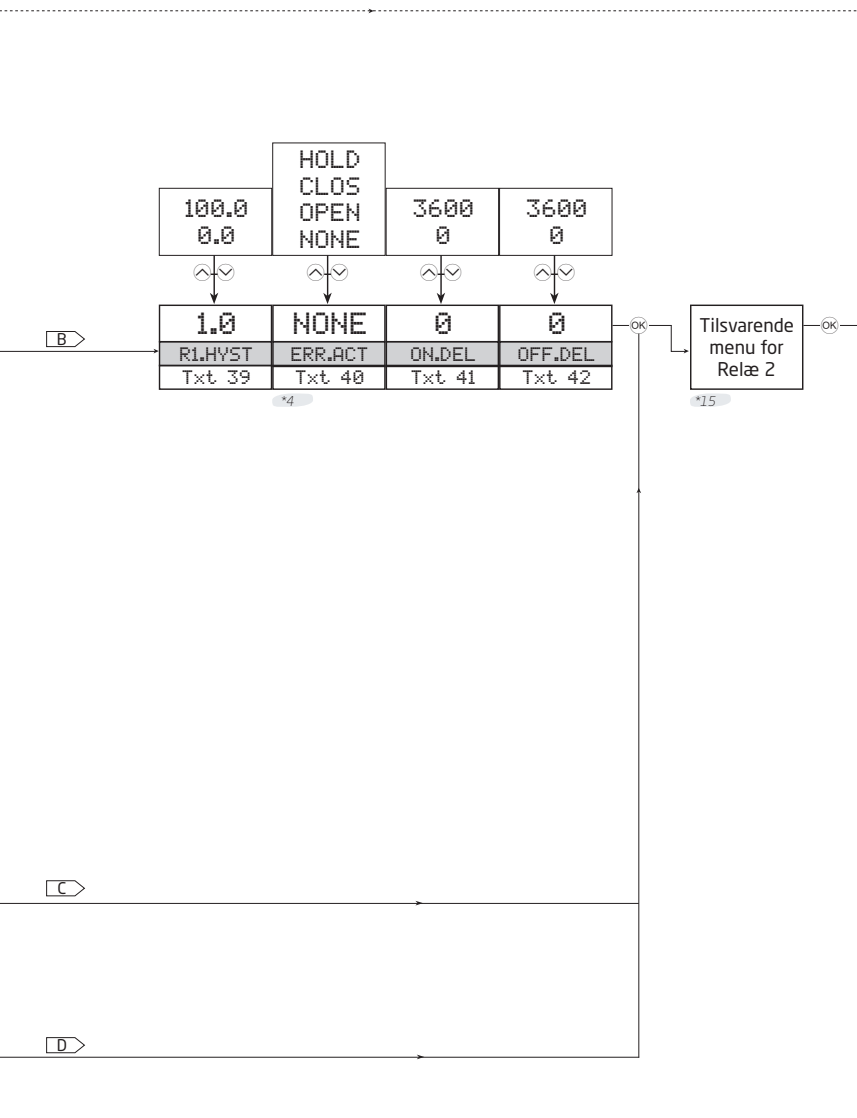 HOLD
CLOS
OPEN
NONE
100.0
0.0
3600
0
3600
0
B
1.0
R1.HYST
Txt 39
NONE
ERR.ACT
Txt 40
*4
0
ON.DEL
Txt 41
0
OFF.DEL
Txt 42
OK
Tilsvarende
menu for
Relæ 2
*15
OK
C
D